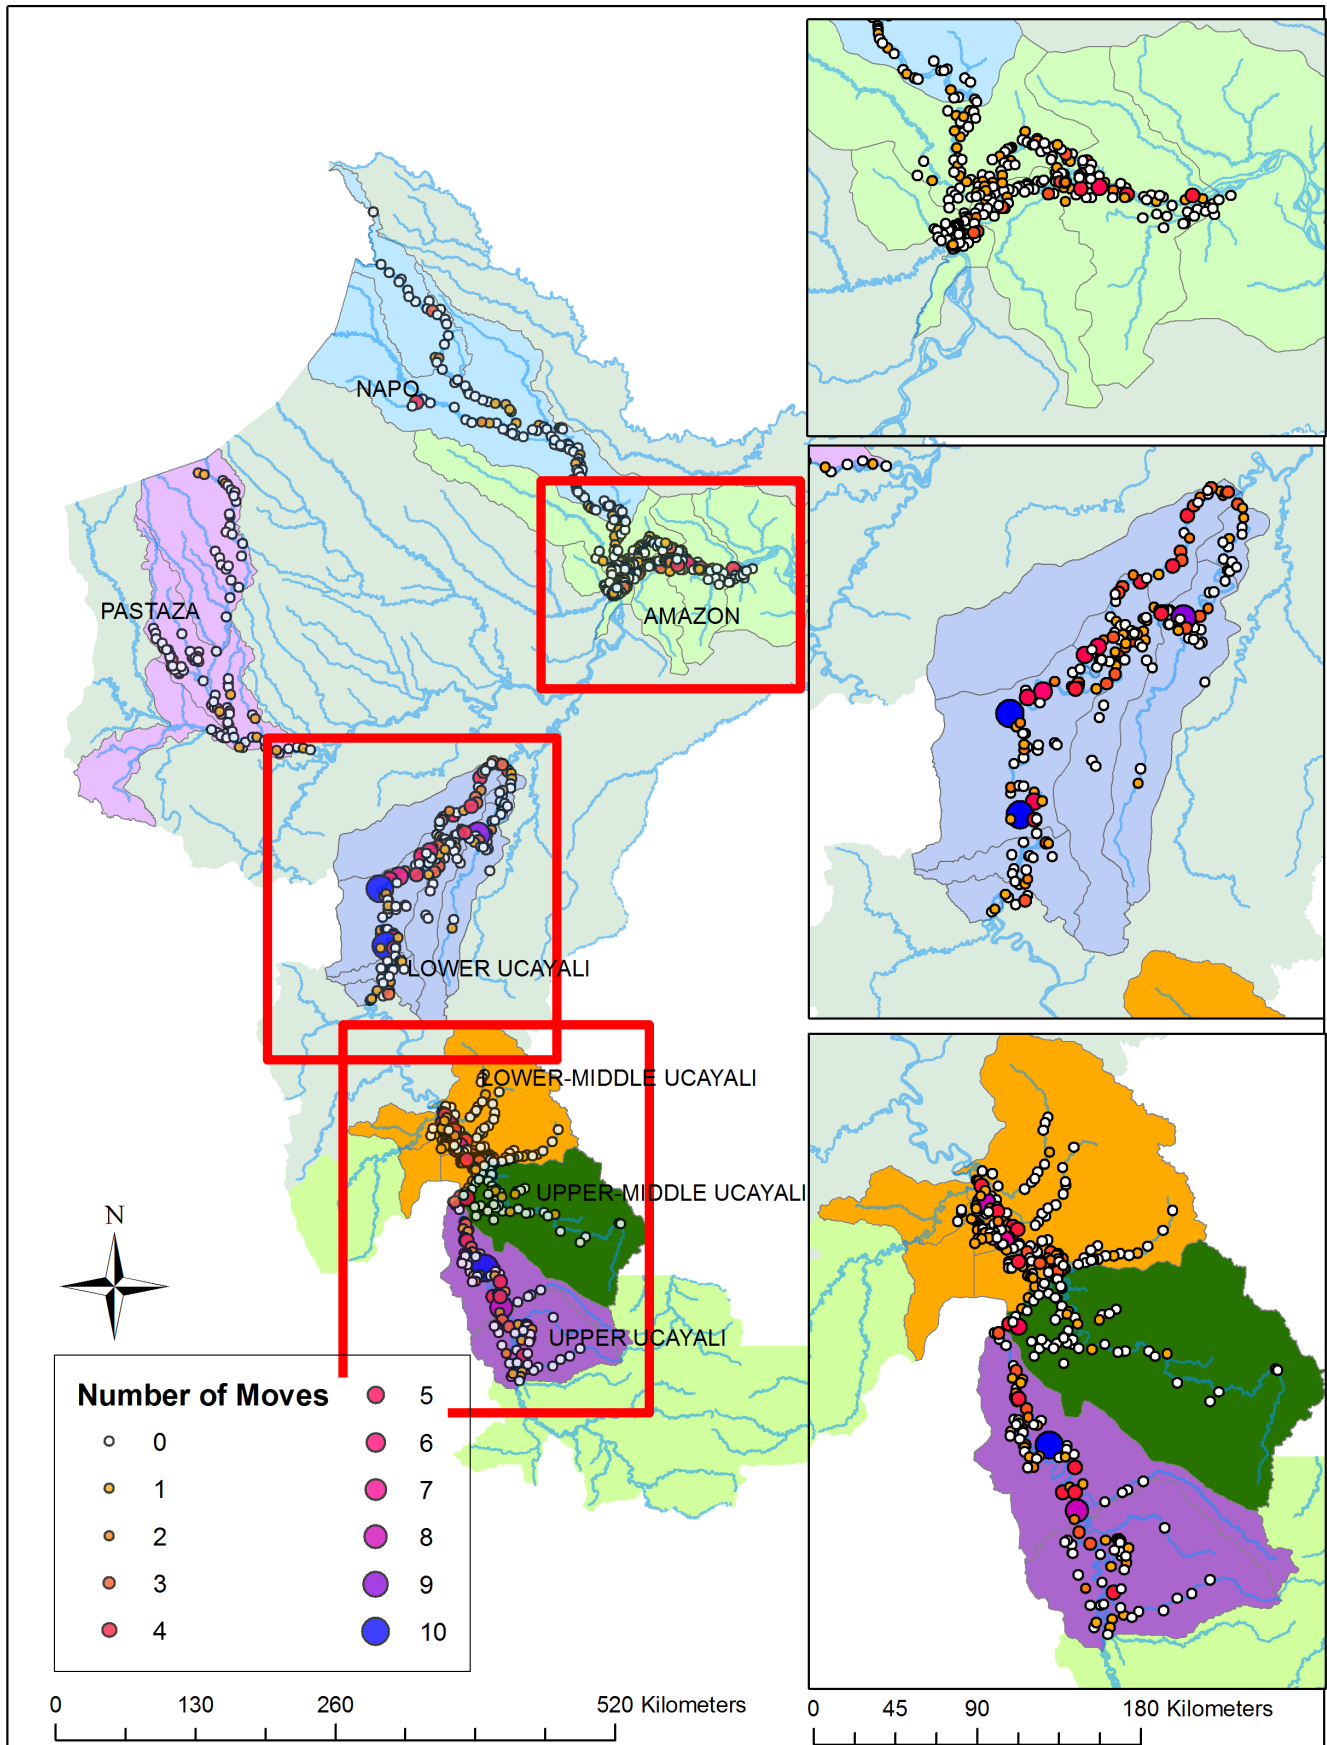 NAPO
PASTAZA
AMAZON
LOWER UCAYALI
LOWER-MIDDLE UCAYALI
UPPER-MIDDLE UCAYALI
UPPER UCAYALI
N
Number of Moves
0
1
2
3
4
5
6
7
8
9
10
0 130 260 520 Kilometers
0 45 90 180 Kilometers